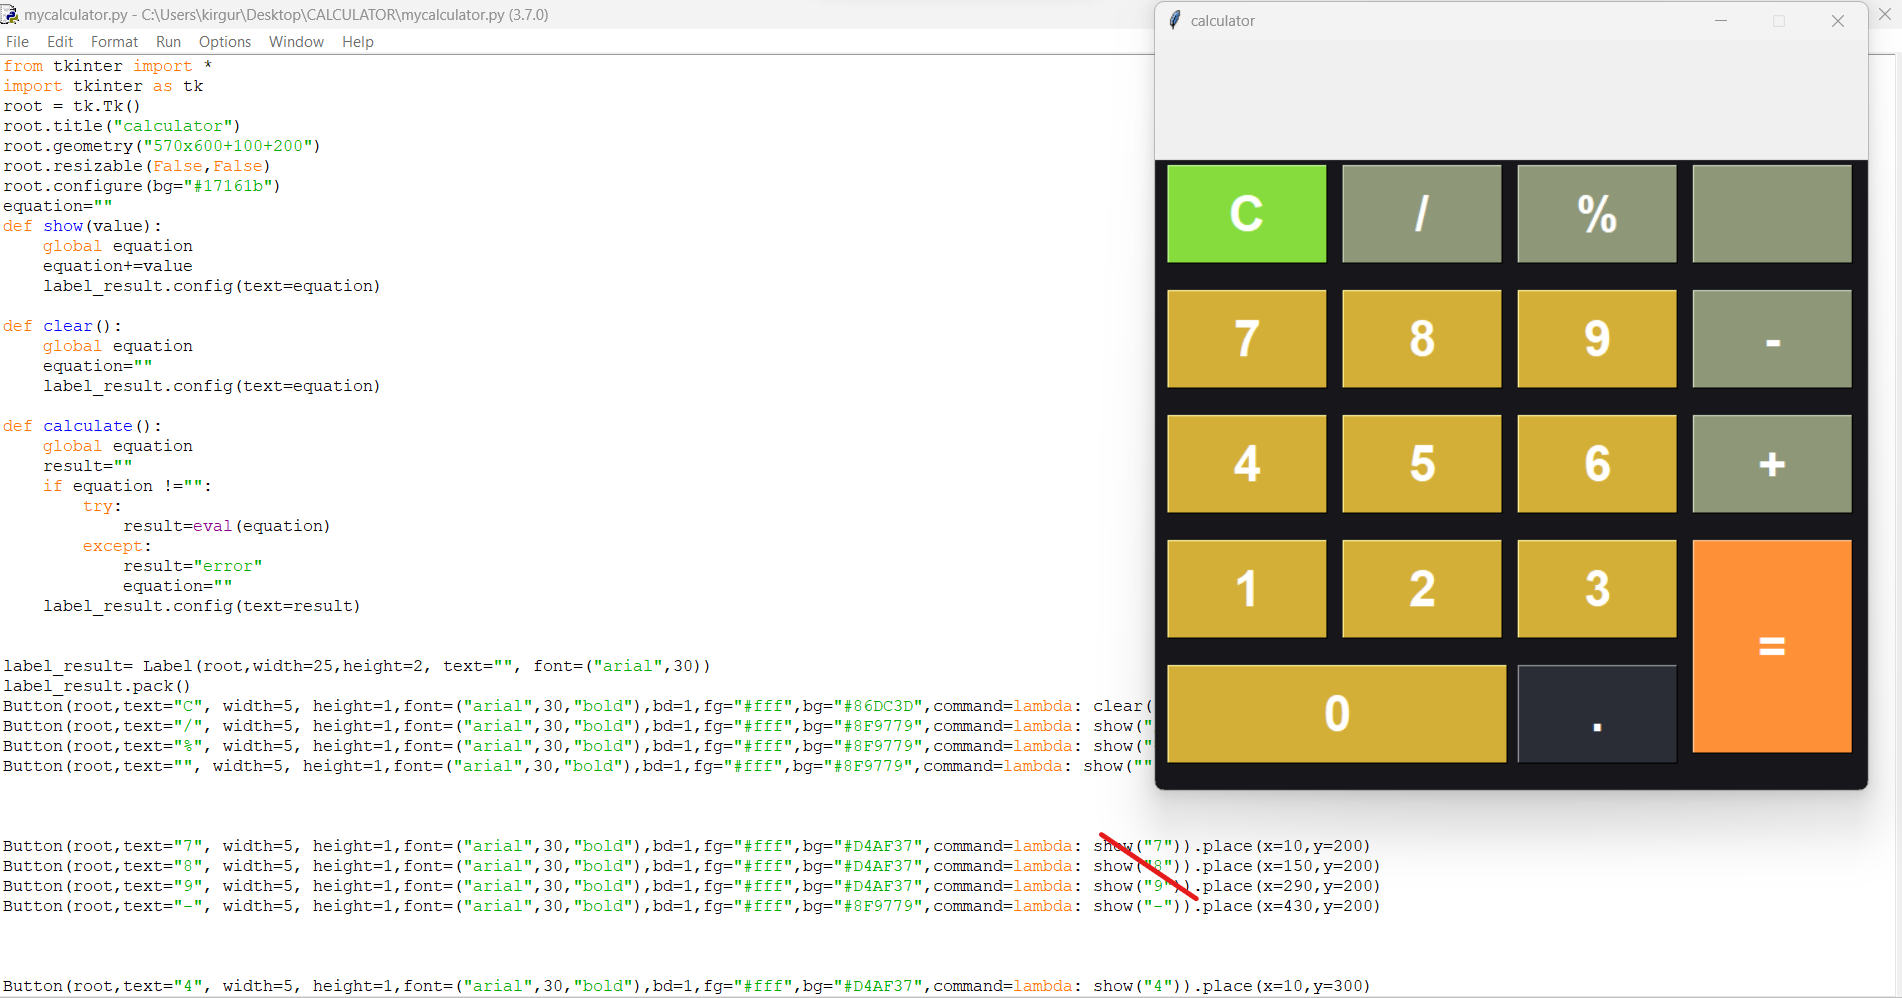 mycalculator.py - C:\Users\kirgur\Desktop\CALCULATOR\mycalculator.py (3.7.0)
File Edit Format Run Options Window Help
from tkinter import *
import tkinter as tk
root = tk.Tk()
root.title("calculator")
root.geometry("570x600+100+200")
root.resizable(False,False)
root.configure(bg="#17161b")
equation=""
def show(value):
    global equation
    equation+=value
    label_result.config(text=equation)
def clear():
    global equation
    equation=""
    label_result.config(text=equation)
def calculate():
    global equation
    result=""
    if equation !="":
        try:
            result=eval(equation)
        except:
            result="error"
            equation=""
    label_result.config(text=result)
label_result= Label(root,width=25,height=2, text="", font=("arial",30))
label_result.pack()
Button(root,text="C", width=5, height=1,font=("arial",30,"bold"),bd=1,fg="#fff",bg="#86DC3D",command=lambda: clear(
Button(root,text="/", width=5, height=1,font=("arial",30,"bold"),bd=1,fg="#fff",bg="#8F9779",command=lambda: show("
Button(root,text="%", width=5, height=1,font=("arial",30,"bold"),bd=1,fg="#fff",bg="#8F9779",command=lambda: show("
Button(root,text="", width=5, height=1,font=("arial",30,"bold"),bd=1,fg="#fff",bg="#8F9779",command=lambda: show(""
Button(root,text="7", width=5, height=1,font=("arial",30,"bold"),bd=1,fg="#fff",bg="#D4AF37",command=lambda: show("7")).place(x=10,y=200)
Button(root,text="8", width=5, height=1,font=("arial",30,"bold"),bd=1,fg="#fff",bg="#D4AF37",command=lambda: show("8")).place(x=150,y=200)
Button(root,text="9", width=5, height=1,font=("arial",30,"bold"),bd=1,fg="#fff",bg="#D4AF37",command=lambda: show("9")).place(x=290,y=200)
Button(root,text="-", width=5, height=1,font=("arial",30,"bold"),bd=1,fg="#fff",bg="#8F9779",command=lambda: show("-")).place(x=430,y=200)
Button(root,text="4", width=5, height=1,font=("arial",30,"bold"),bd=1,fg="#fff",bg="#D4AF37",command=lambda: show("4")).place(x=10,y=300)
calculator
C / %
7 8 9 -
4 5 6 +
1 2 3
=
0 .